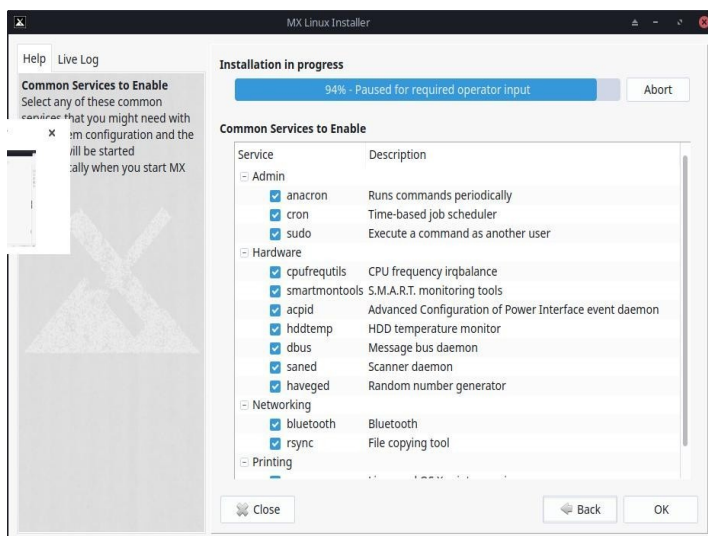 MX Linux Installer
Help Live Log
Common Services to Enable
Select any of these common
services that you might need with
em configuration and the
will be started
cally when you start MX
Installation in progress
94% - Paused for required operator input
Abort
Common Services to Enable
Service Description
Admin
anacron Runs commands periodically
cron Time-based job scheduler
sudo Execute a command as another user
Hardware
cpufrequtils CPU frequency irqbalance
smartmontools S.M.A.R.T. monitoring tools
acpid Advanced Configuration of Power Interface event daemon
hddtemp HDD temperature monitor
dbus Message bus daemon
saned Scanner daemon
haveged Random number generator
Networking
bluetooth Bluetooth
rsync File copying tool
Printing
Close Back OK